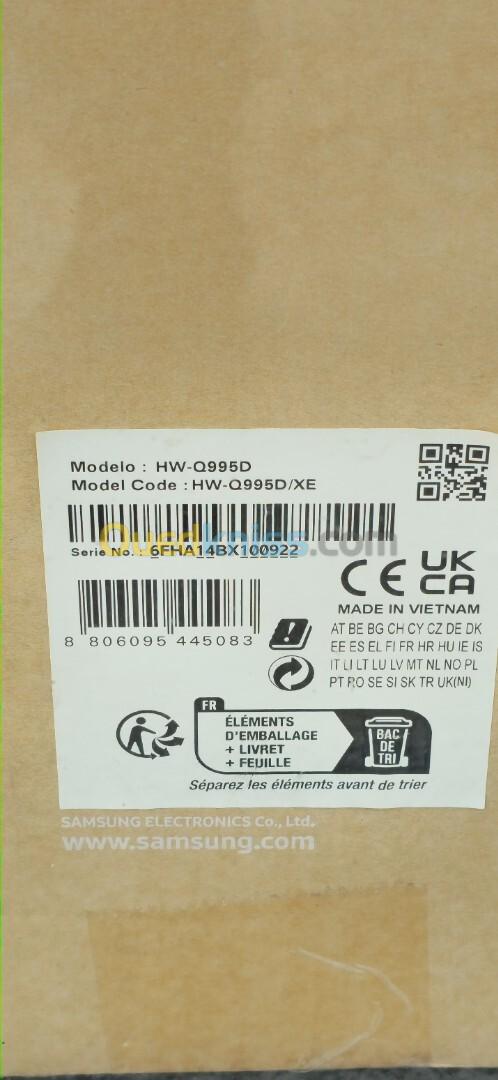 Modelo : HW-Q995D
Model Code : HW-Q995D/XE
Ouedkniss.com
Serie No. : 6FHA14BX100922
8 806095 445083
CE UK CA
MADE IN VIETNAM
AT BE BG CH CY CZ DE DK
EE ES EL FI FR HR HU IE IS
IT LI LT LU LV MT NL NO PL
PT RO SE SI SK TR UK(NI)
FR
ÉLÉMENTS
D'EMBALLAGE
+ LIVRET
+ FEUILLE
BAC
DE
TRI
Séparez les éléments avant de trier
SAMSUNG ELECTRONICS Co., Ltd.
www.samsung.com